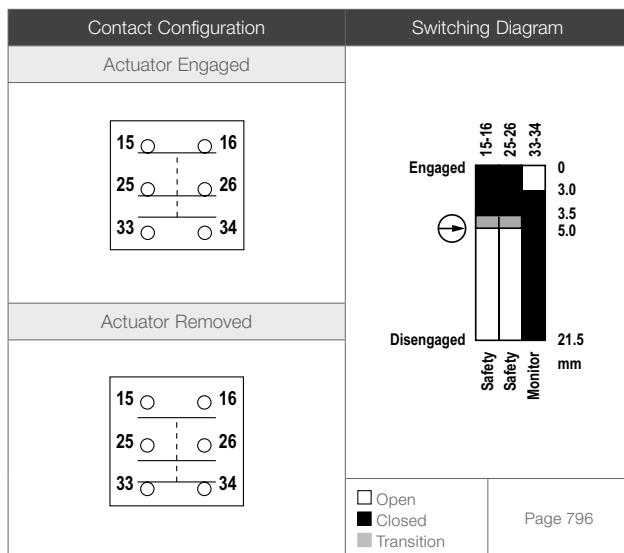 Contact Configuration
Switching Diagram
Actuator Engaged
15 16
25 26
33 34
Actuator Removed
15 16
25 26
33 34
15-16
25-26
33-34
Engaged
0
3.0
3.5
5.0
Disengaged
21.5
mm
Safety
Safety
Monitor
Open
Closed
Transition
Page 796